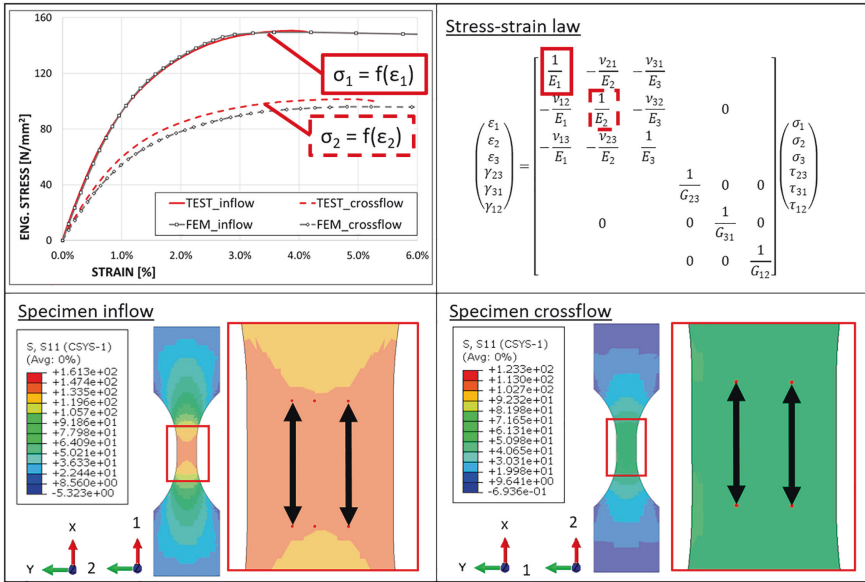 ENG. STRESS [N/mm²]
160
120
80
40
0
0.0%
1.0%
2.0%
3.0%
4.0%
5.0%
6.0%
STRAIN [%]
σ₁ = f(ε₁)
σ₂ = f(ε₂)
TEST_inflow
TEST_crossflow
FEM_inflow
FEM_crossflow
Stress-strain law
1/E₁ −ν₂₁/E₂ −ν₃₁/E₃
−ν₁₂/E₁ 1/E₂ −ν₃₂/E₃ 0
−ν₁₃/E₁ −ν₂₃/E₂ 1/E₃
1/G₂₃ 0 0
0 0 1/G₃₁ 0
0 0 1/G₁₂
ε₁
ε₂
ε₃
γ₂₃
γ₃₁
γ₁₂
=
σ₁
σ₂
σ₃
τ₂₃
τ₃₁
τ₁₂
Specimen inflow
S, S11 (CSYS-1)
(Avg: 0%)
+1.613e+02
+1.474e+02
+1.335e+02
+1.196e+02
+1.057e+02
+9.186e+01
+7.798e+01
+6.409e+01
+5.021e+01
+3.633e+01
+2.244e+01
+8.560e+00
-5.323e+00
X
1
Y
2
Specimen crossflow
S, S11 (CSYS-1)
(Avg: 0%)
+1.233e+02
+1.130e+02
+1.027e+02
+9.232e+01
+8.198e+01
+7.165e+01
+6.131e+01
+5.098e+01
+4.065e+01
+3.031e+01
+1.998e+01
+9.641e+00
-6.936e-01
X
2
Y
1